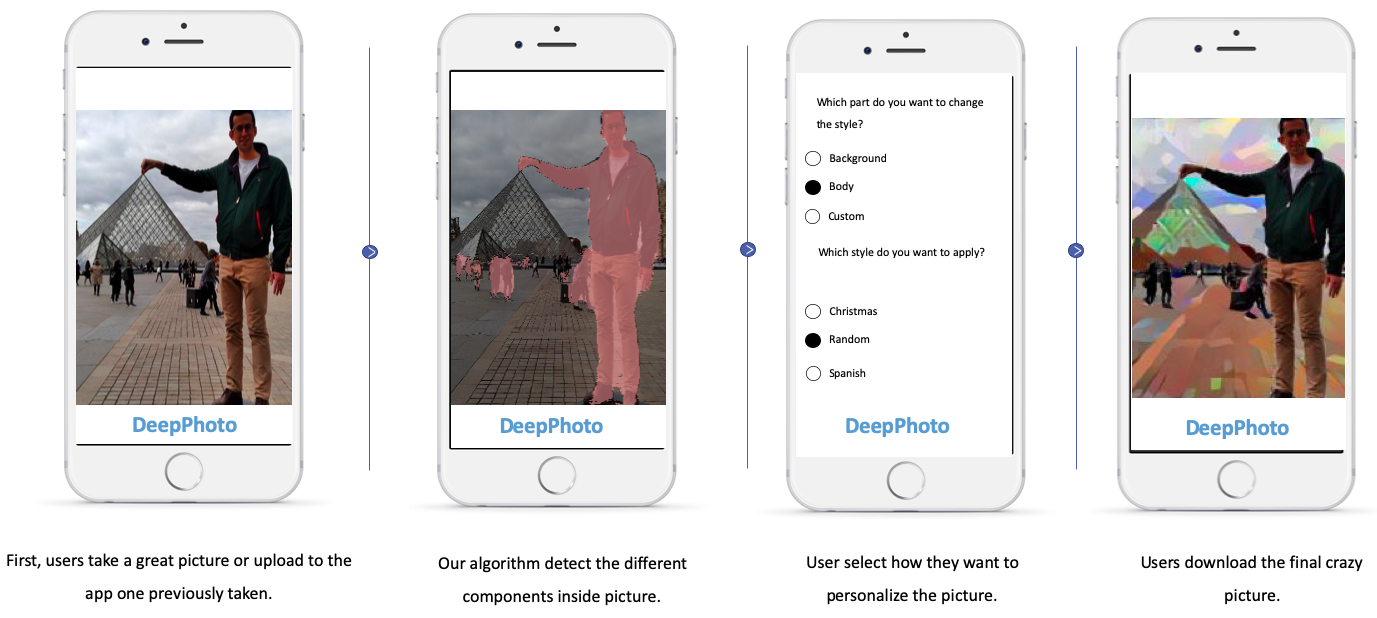 DeepPhoto
First, users take a great picture or upload to the
app one previously taken.
DeepPhoto
Our algorithm detect the different
components inside picture.
Which part do you want to change
the style?
Background
Body
Custom
Which style do you want to apply?
Christmas
Random
Spanish
DeepPhoto
User select how they want to
personalize the picture.
DeepPhoto
Users download the final crazy
picture.